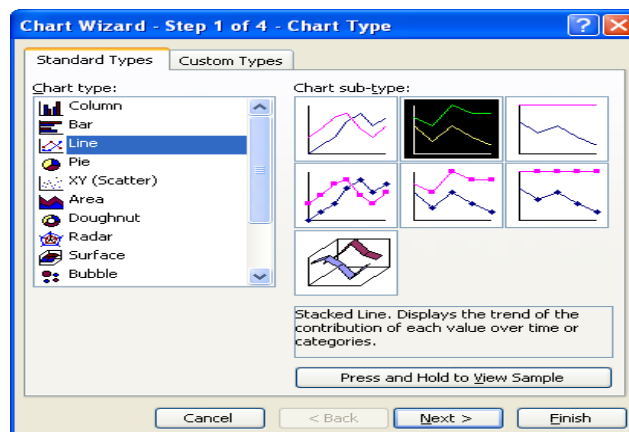 Chart Wizard - Step 1 of 4 - Chart Type
Standard Types
Custom Types
Chart type:
Column
Bar
Line
Pie
XY (Scatter)
Area
Doughnut
Radar
Surface
Bubble
Chart sub-type:
Stacked Line. Displays the trend of the
contribution of each value over time or
categories.
Press and Hold to View Sample
Cancel
< Back
Next >
Finish